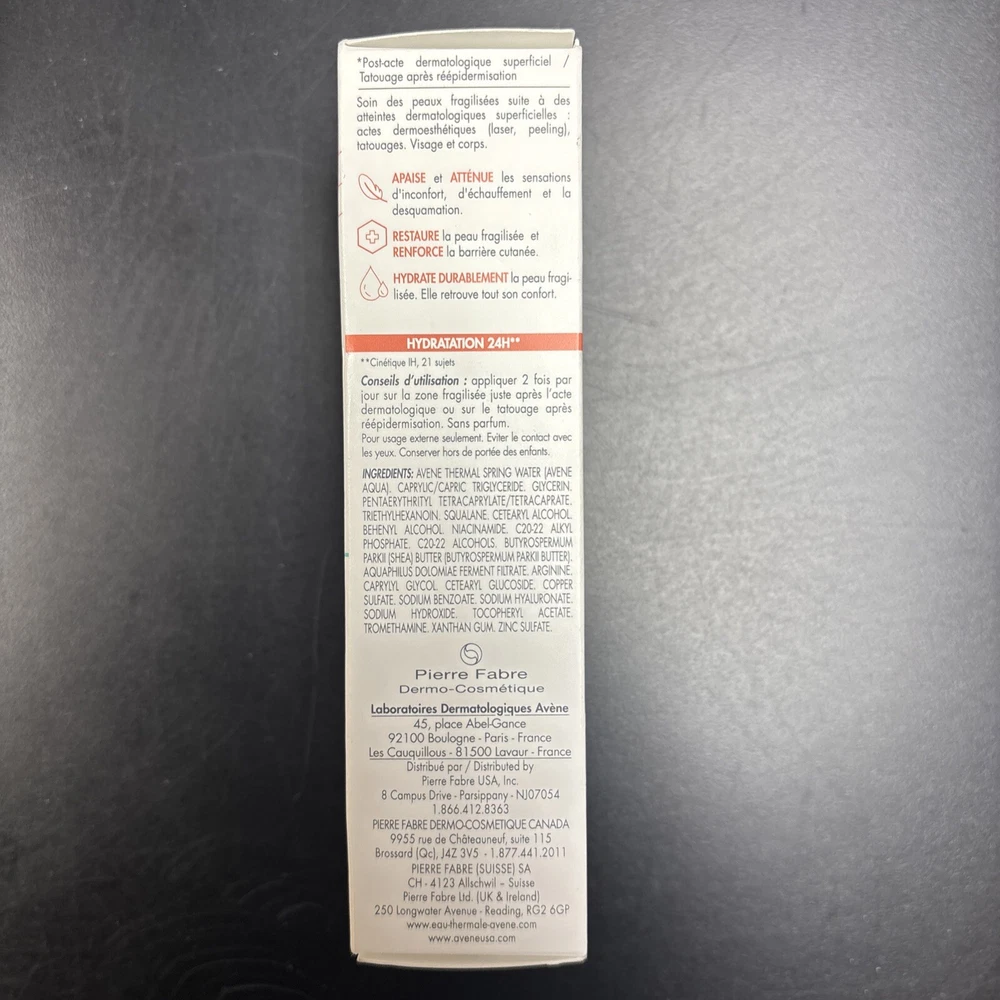 *Post-acte dermatologique superficiel /
Tatouage après réépidermisation
Soin des peaux fragilisées suite à des
atteintes dermatologiques superficielles :
actes dermoesthétiques (laser, peeling),
tatouages. Visage et corps.
APAISE et ATTÉNUE les sensations
d'inconfort, d'échauffement et la
desquamation.
RESTAURE la peau fragilisée et
RENFORCE la barrière cutanée.
HYDRATE DURABLEMENT la peau fragi-
lisée. Elle retrouve tout son confort.
HYDRATATION 24H**
**Cinétique IH, 21 sujets
Conseils d'utilisation : appliquer 2 fois par
jour sur la zone fragilisée juste après l'acte
dermatologique ou sur le tatouage après
réépidermisation. Sans parfum.
Pour usage externe seulement. Eviter le contact avec
les yeux. Conserver hors de portée des enfants.
INGREDIENTS: AVENE THERMAL SPRING WATER (AVENE
AQUA). CAPRYLIC/CAPRIC TRIGLYCERIDE. GLYCERIN.
PENTAERYTHRITYL TETRACAPRYLATE/TETRACAPRATE.
TRIETHYLHEXANOIN. SQUALANE. CETEARYL ALCOHOL.
BEHENYL ALCOHOL. NIACINAMIDE. C20-22 ALKYL
PHOSPHATE. C20-22 ALCOHOLS. BUTYROSPERMUM
PARKII (SHEA) BUTTER (BUTYROSPERMUM PARKII BUTTER).
AQUAPHILUS DOLOMIAE FERMENT FILTRATE. ARGININE.
CAPRYLYL GLYCOL. CETEARYL GLUCOSIDE. COPPER
SULFATE. SODIUM BENZOATE. SODIUM HYALURONATE.
SODIUM HYDROXIDE. TOCOPHERYL ACETATE.
TROMETHAMINE. XANTHAN GUM. ZINC SULFATE.
Pierre Fabre
Dermo-Cosmétique
Laboratoires Dermatologiques Avène
45, place Abel-Gance
92100 Boulogne - Paris - France
Les Cauquillous - 81500 Lavaur - France
Distribué par / Distributed by
Pierre Fabre USA, Inc.
8 Campus Drive - Parsippany - NJ07054
1.866.412.8363
PIERRE FABRE DERMO-COSMETIQUE CANADA
9955 rue de Châteauneuf, suite 115
Brossard (Qc), J4Z 3V5 - 1.877.441.2011
PIERRE FABRE (SUISSE) SA
CH - 4123 Allschwil – Suisse
Pierre Fabre Ltd. (UK & Ireland)
250 Longwater Avenue - Reading, RG2 6GP
www.eau-thermale-avene.com
www.aveneusa.com